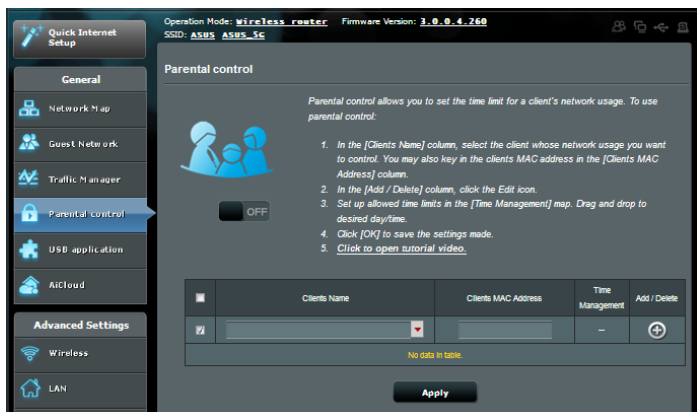 Quick Internet
Setup
Operation Mode: Wireless router Firmware Version: 3.0.0.4.260
SSID: ASUS ASUS_5G
General
Network Map
Guest Network
Traffic Manager
Parental control
USB application
AiCloud
Advanced Settings
Wireless
LAN
Parental control
Parental control allows you to set the time limit for a client's network usage. To use
parental control:
1. In the [Clients Name] column, select the client whose network usage you want
to control. You may also key in the clients MAC address in the [Clients MAC
Address] column.
2. In the [Add / Delete] column, click the Edit icon.
3. Set up allowed time limits in the [Time Management] map. Drag and drop to
desired day/time.
4. Click [OK] to save the settings made.
5. Click to open tutorial video.
OFF
Clients Name Clients MAC Address Time Management Add / Delete
–
No data in table.
Apply